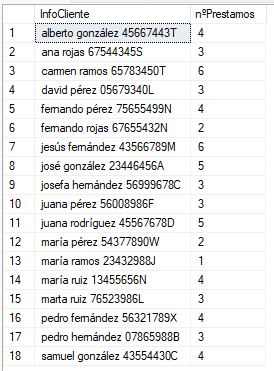 InfoCliente nºPrestamos
1 alberto gonzález 45667443T 4
2 ana rojas 67544345S 3
3 carmen ramos 65783450T 6
4 david pérez 05679340L 3
5 fernando pérez 75655499N 4
6 fernando rojas 67655432N 2
7 jesús fernández 43566789M 6
8 josé gonzález 23446456A 5
9 josefa hernández 56999678C 3
10 juana pérez 56008986F 3
11 juana rodríguez 45567678D 5
12 maría pérez 54377890W 2
13 maría ramos 23432988J 1
14 maría ruiz 13455656N 4
15 marta ruiz 76523986L 3
16 pedro fernández 56321789X 4
17 pedro hernández 07865988B 3
18 samuel gonzález 43554430C 4